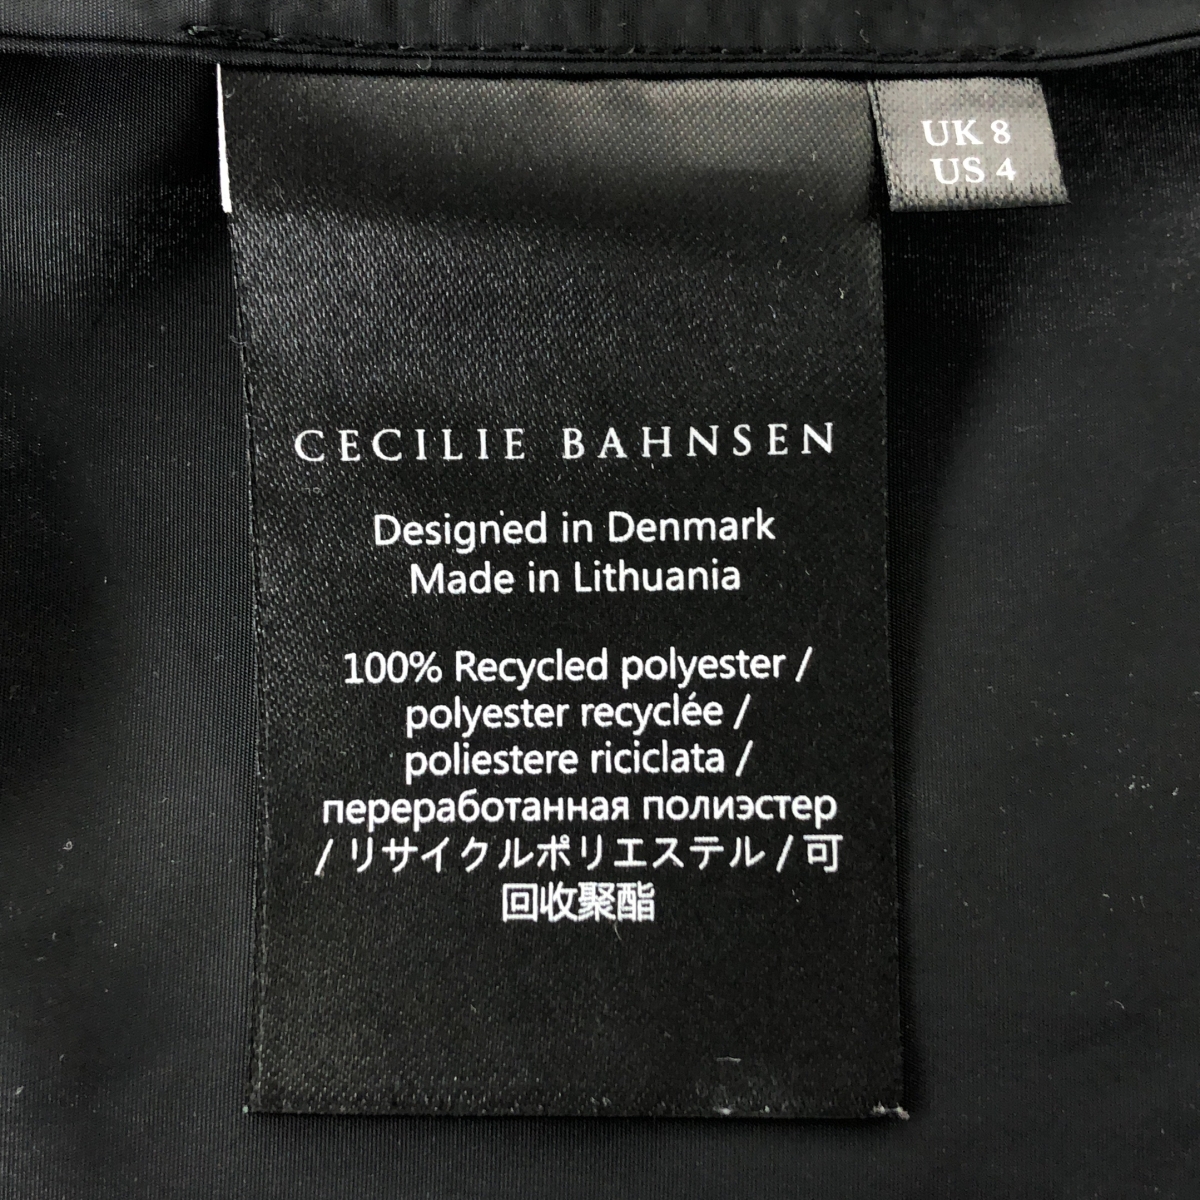 UK 8
US 4
CECILIE BAHNSEN
Designed in Denmark
Made in Lithuania
100% Recycled polyester /
polyester recyclée /
poliestere riciclata /
переработанная полиэстер
/ リサイクルポリエステル / 可
回收聚酯